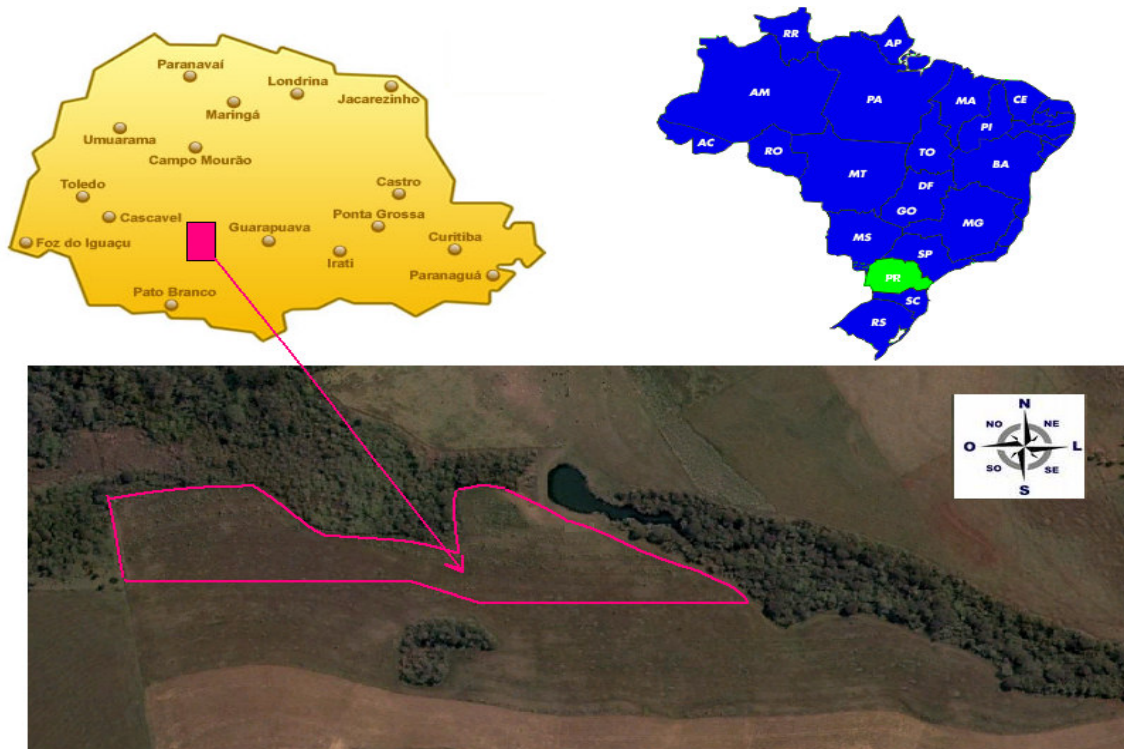 Paranavaí
Londrina
Jacarezinho
Maringá
Umuarama
Campo Mourão
Toledo
Castro
Cascavel
Ponta Grossa
Guarapuava
Curitiba
Foz do Iguaçu
Irati
Paranaguá
Pato Branco
RR
AP
AM
PA
MA
CE
PI
AC
RO
TO
BA
MT
DF
GO
MG
MS
SP
PR
SC
RS
N
NO
NE
O
L
SO
SE
S